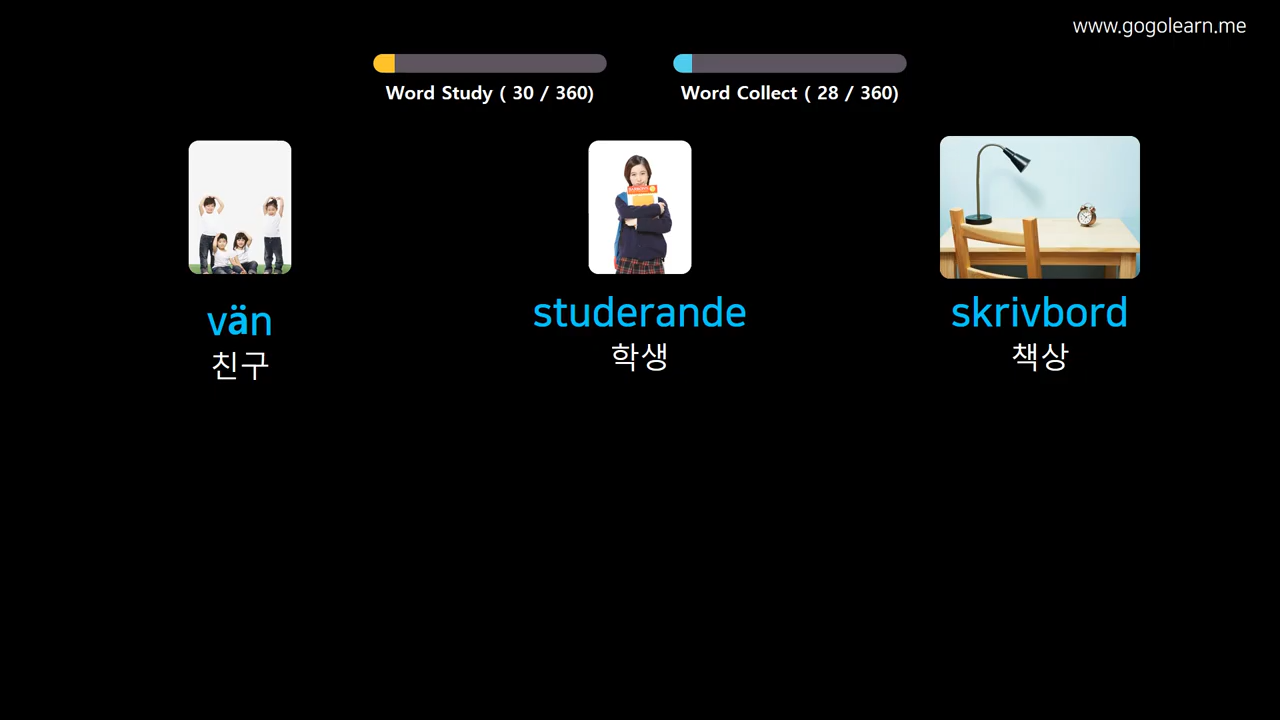 www.gogolearn.me
Word Study ( 30 / 360)
Word Collect ( 28 / 360)
vän
studerande
skrivbord
친구
학생
책상